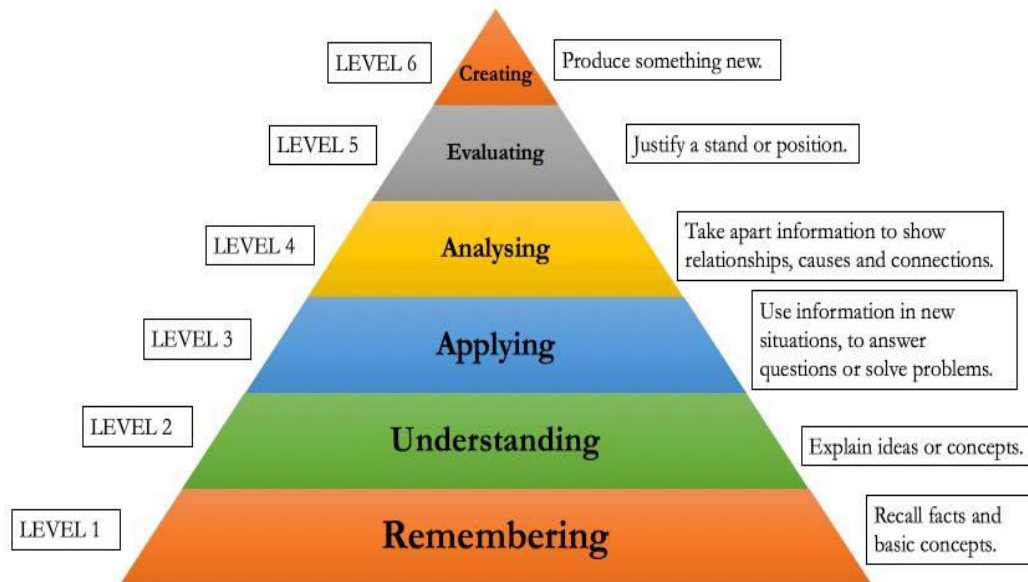 LEVEL 6
Creating
Produce something new.
LEVEL 5
Evaluating
Justify a stand or position.
LEVEL 4
Analysing
Take apart information to show
relationships, causes and connections.
LEVEL 3
Applying
Use information in new
situations, to answer
questions or solve problems.
LEVEL 2
Understanding
Explain ideas or concepts.
LEVEL 1
Remembering
Recall facts and
basic concepts.